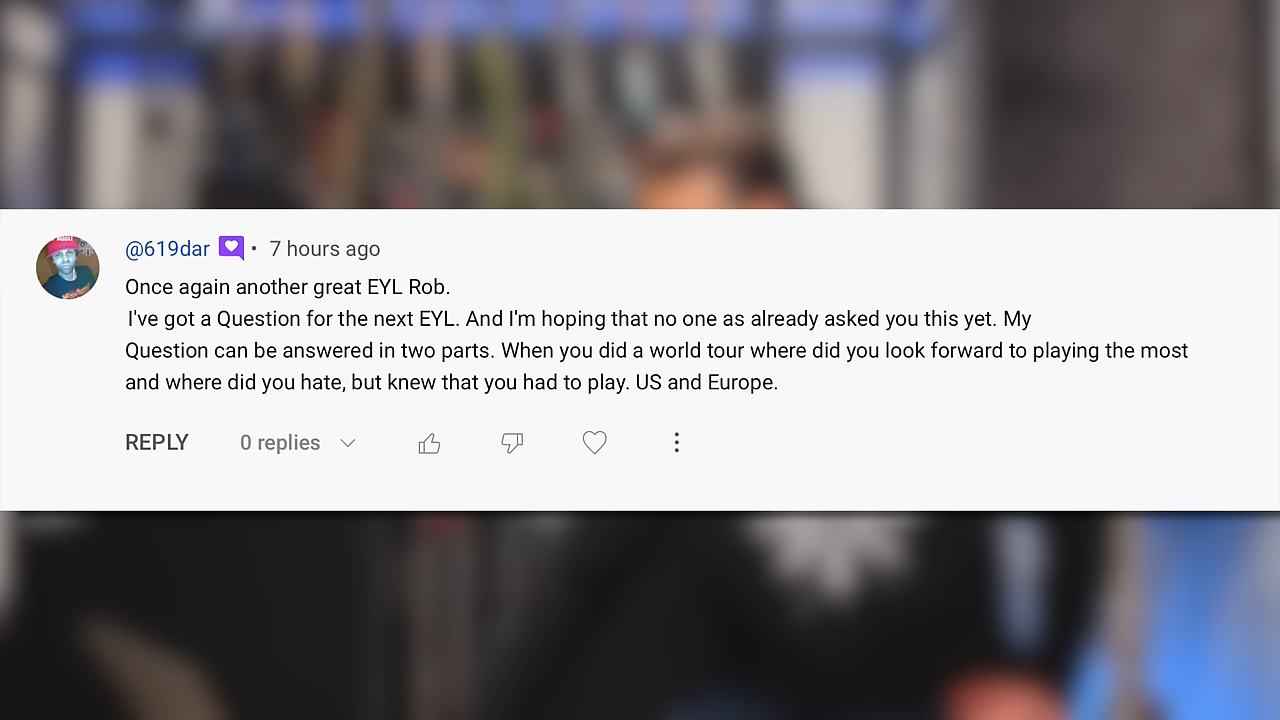 @619dar • 7 hours ago
Once again another great EYL Rob.
I've got a Question for the next EYL. And I'm hoping that no one as already asked you this yet. My
Question can be answered in two parts. When you did a world tour where did you look forward to playing the most
and where did you hate, but knew that you had to play. US and Europe.
REPLY 0 replies